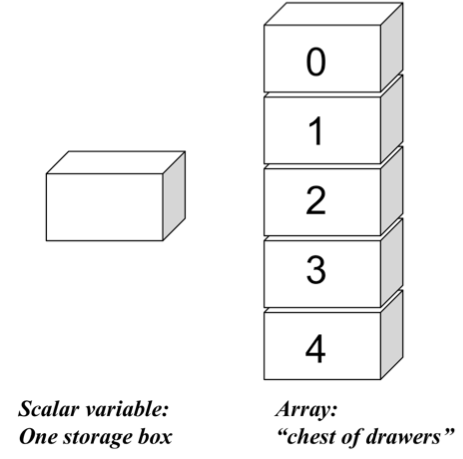 0
1
2
3
4
Scalar variable:
One storage box
Array:
“chest of drawers”